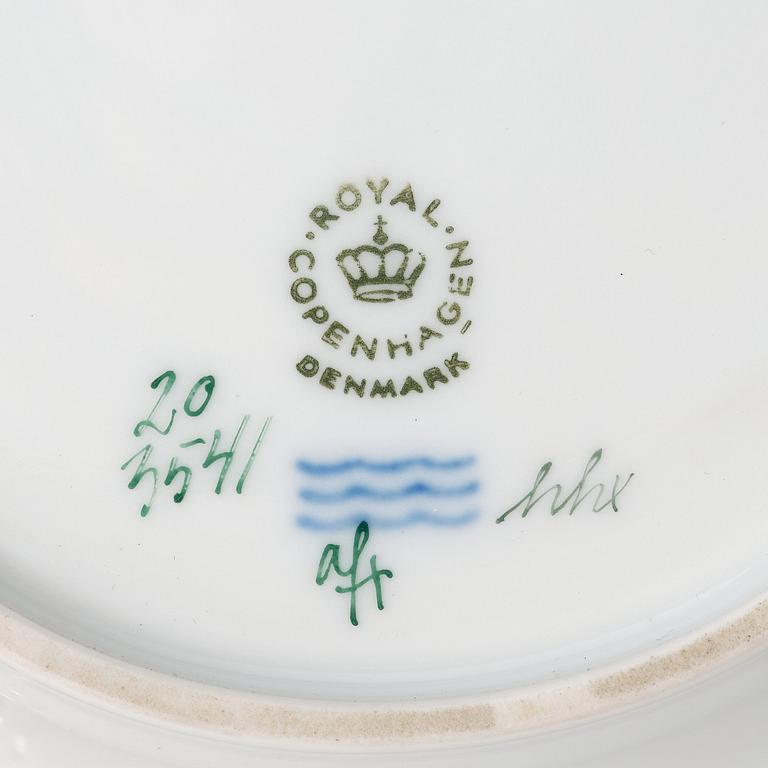 · ROYAL · COPENHAGEN
DENMARK
20
3541